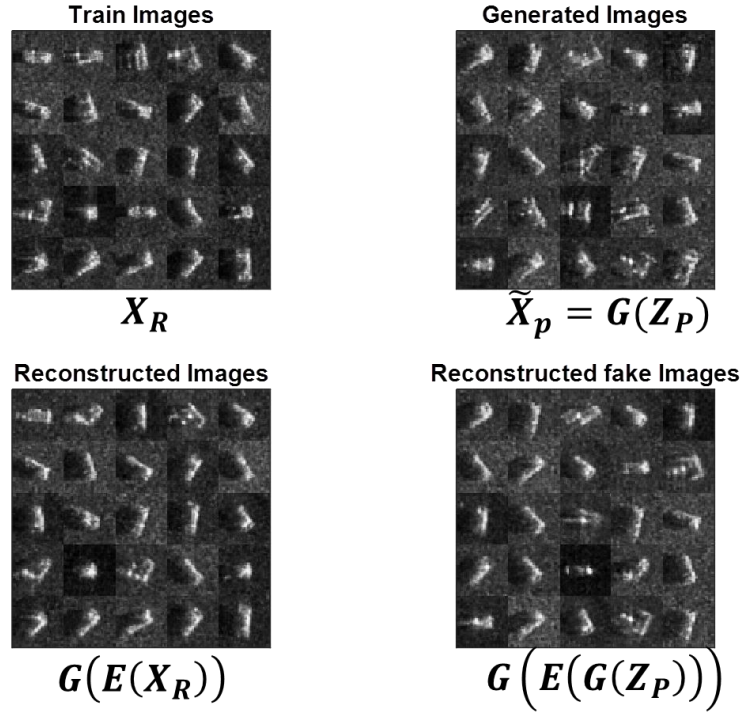 Train Images
Generated Images
X_R
X̃_p = G(Z_P)
Reconstructed Images
Reconstructed fake Images
G(E(X_R))
G(E(G(Z_P)))